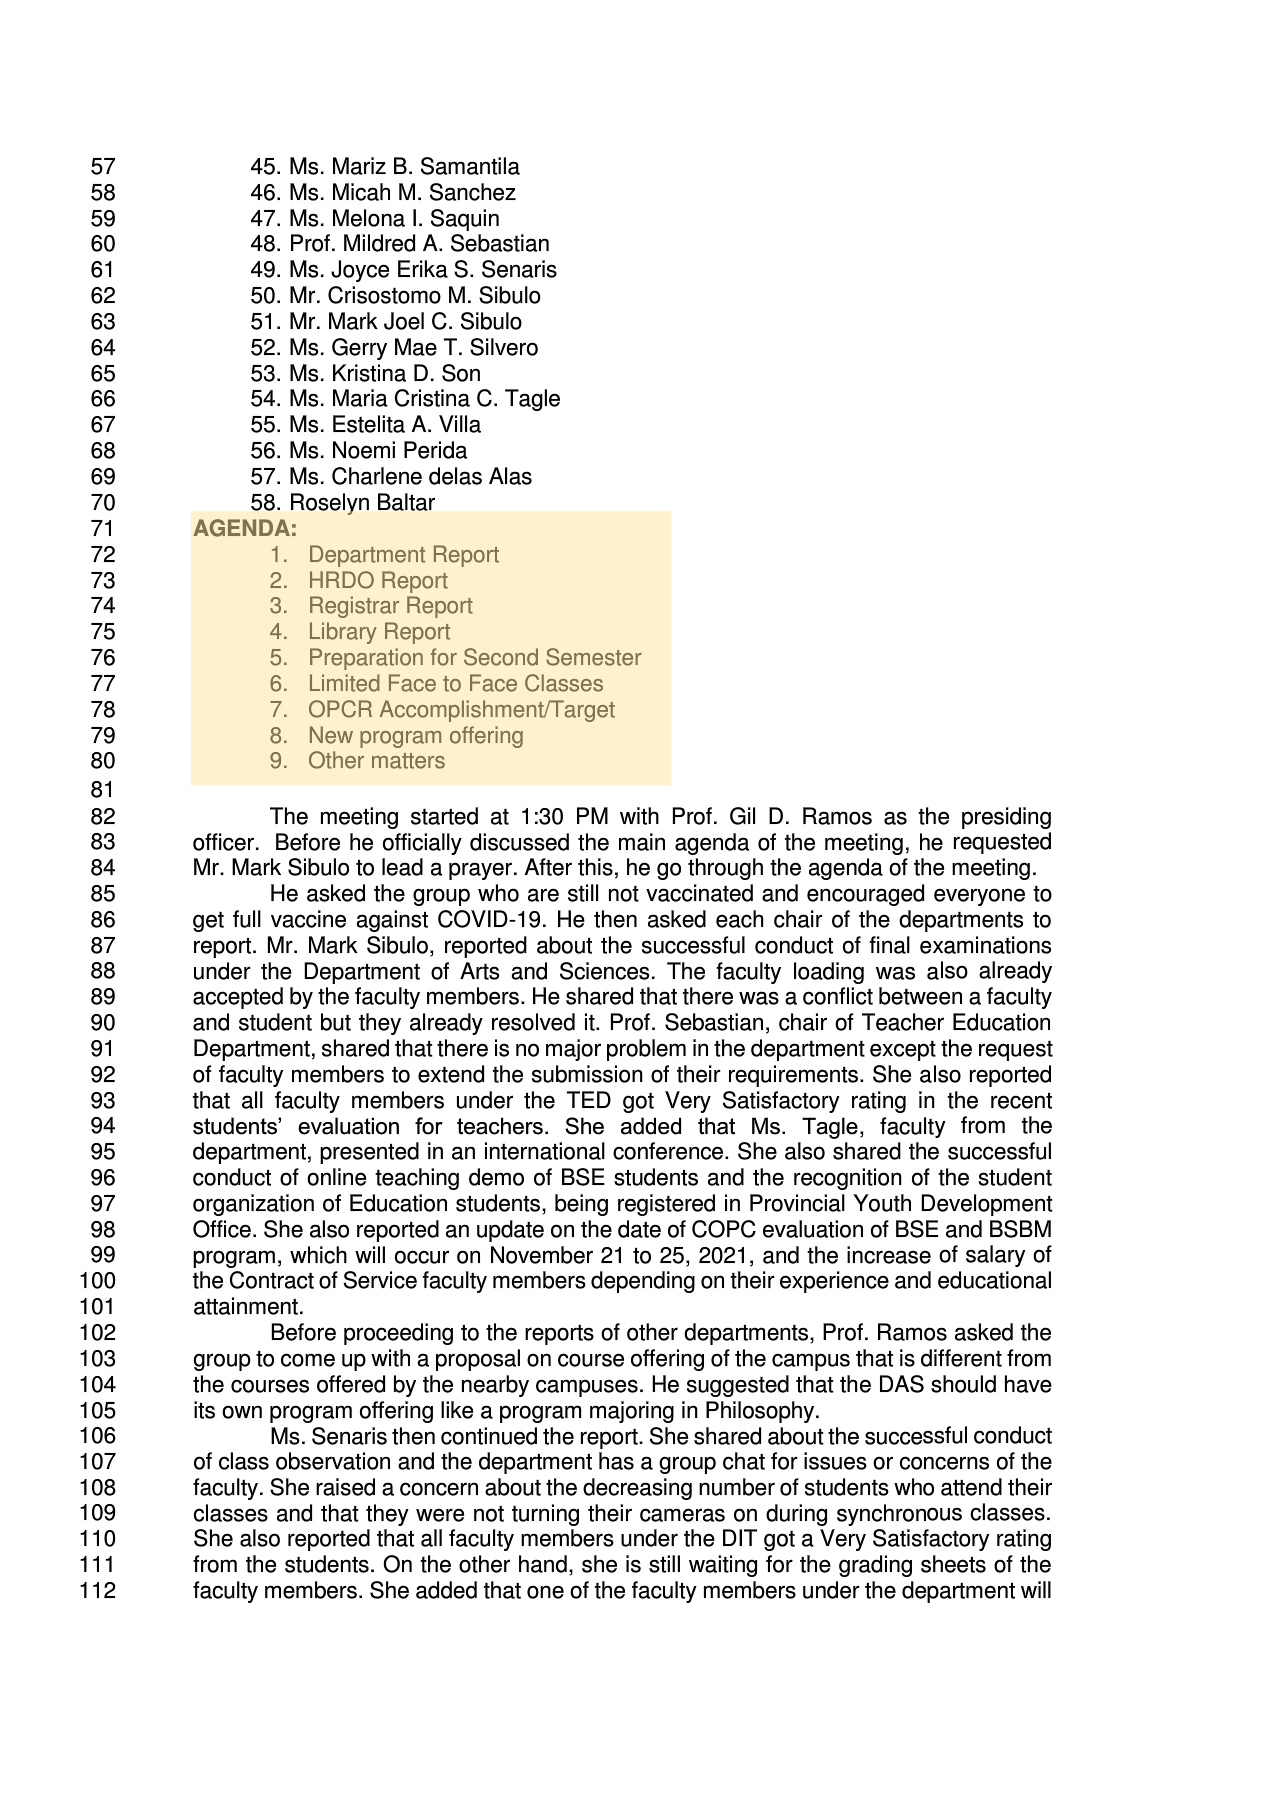 57 45. Ms. Mariz B. Samantila
58 46. Ms. Micah M. Sanchez
59 47. Ms. Melona I. Saquin
60 48. Prof. Mildred A. Sebastian
61 49. Ms. Joyce Erika S. Senaris
62 50. Mr. Crisostomo M. Sibulo
63 51. Mr. Mark Joel C. Sibulo
64 52. Ms. Gerry Mae T. Silvero
65 53. Ms. Kristina D. Son
66 54. Ms. Maria Cristina C. Tagle
67 55. Ms. Estelita A. Villa
68 56. Ms. Noemi Perida
69 57. Ms. Charlene delas Alas
70 58. Roselyn Baltar
71 AGENDA:
72 1. Department Report
73 2. HRDO Report
74 3. Registrar Report
75 4. Library Report
76 5. Preparation for Second Semester
77 6. Limited Face to Face Classes
78 7. OPCR Accomplishment/Target
79 8. New program offering
80 9. Other matters
81
82 The meeting started at 1:30 PM with Prof. Gil D. Ramos as the presiding
83 officer. Before he officially discussed the main agenda of the meeting, he requested
84 Mr. Mark Sibulo to lead a prayer. After this, he go through the agenda of the meeting.
85 He asked the group who are still not vaccinated and encouraged everyone to
86 get full vaccine against COVID-19. He then asked each chair of the departments to
87 report. Mr. Mark Sibulo, reported about the successful conduct of final examinations
88 under the Department of Arts and Sciences. The faculty loading was also already
89 accepted by the faculty members. He shared that there was a conflict between a faculty
90 and student but they already resolved it. Prof. Sebastian, chair of Teacher Education
91 Department, shared that there is no major problem in the department except the request
92 of faculty members to extend the submission of their requirements. She also reported
93 that all faculty members under the TED got Very Satisfactory rating in the recent
94 students’ evaluation for teachers. She added that Ms. Tagle, faculty from the
95 department, presented in an international conference. She also shared the successful
96 conduct of online teaching demo of BSE students and the recognition of the student
97 organization of Education students, being registered in Provincial Youth Development
98 Office. She also reported an update on the date of COPC evaluation of BSE and BSBM
99 program, which will occur on November 21 to 25, 2021, and the increase of salary of
100 the Contract of Service faculty members depending on their experience and educational
101 attainment.
102 Before proceeding to the reports of other departments, Prof. Ramos asked the
103 group to come up with a proposal on course offering of the campus that is different from
104 the courses offered by the nearby campuses. He suggested that the DAS should have
105 its own program offering like a program majoring in Philosophy.
106 Ms. Senaris then continued the report. She shared about the successful conduct
107 of class observation and the department has a group chat for issues or concerns of the
108 faculty. She raised a concern about the decreasing number of students who attend their
109 classes and that they were not turning their cameras on during synchronous classes.
110 She also reported that all faculty members under the DIT got a Very Satisfactory rating
111 from the students. On the other hand, she is still waiting for the grading sheets of the
112 faculty members. She added that one of the faculty members under the department will